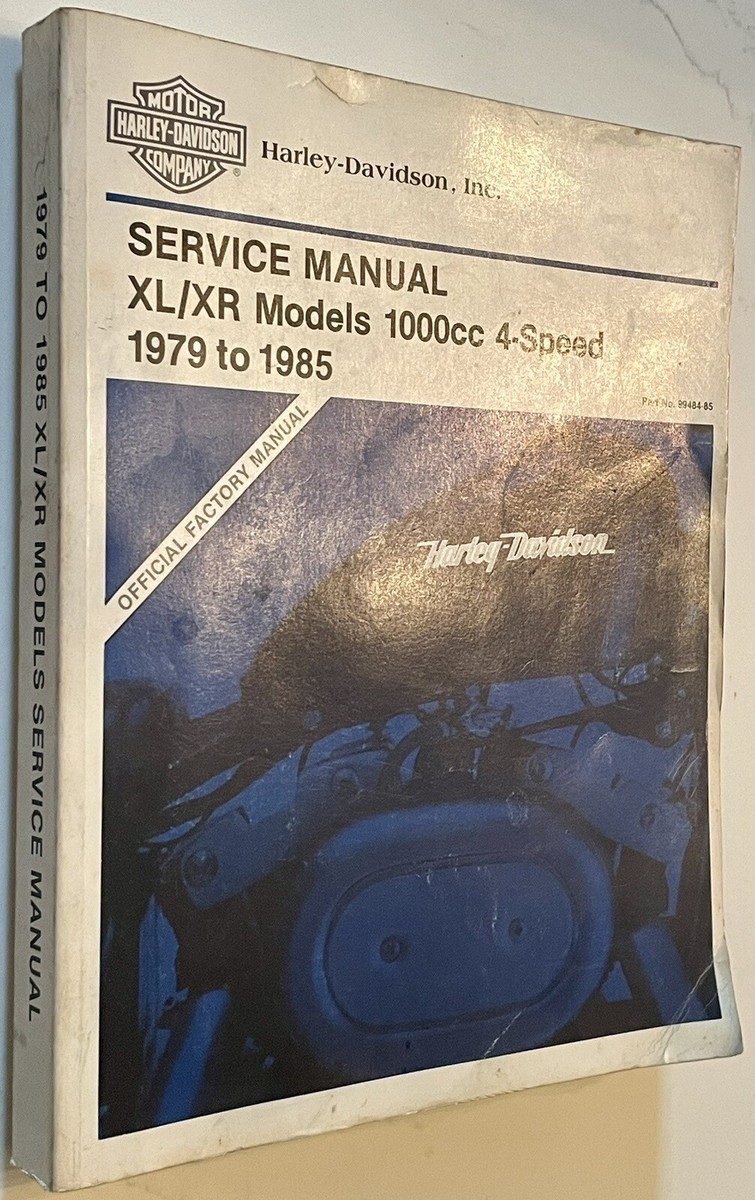 MOTOR
HARLEY-DAVIDSON
COMPANY
®
Harley-Davidson, Inc.
SERVICE MANUAL
XL/XR Models 1000cc 4-Speed
1979 to 1985
Part No. 99484-85
OFFICIAL FACTORY MANUAL
Harley-Davidson
1979 TO 1985 XL/XR MODELS SERVICE MANUAL